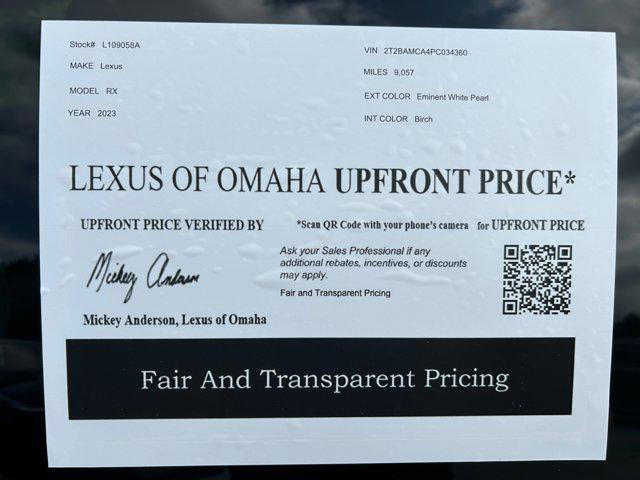 Stock# L109058A
MAKE Lexus
MODEL RX
YEAR 2023
VIN 2T2BAMCA4PC034360
MILES 9,057
EXT COLOR Eminent White Pearl
INT COLOR Birch
LEXUS OF OMAHA UPFRONT PRICE*
UPFRONT PRICE VERIFIED BY
*Scan QR Code with your phone's camera for UPFRONT PRICE
Mickey Anderson
Ask your Sales Professional if any
additional rebates, incentives, or discounts
may apply.
Fair and Transparent Pricing
Mickey Anderson, Lexus of Omaha
Fair And Transparent Pricing